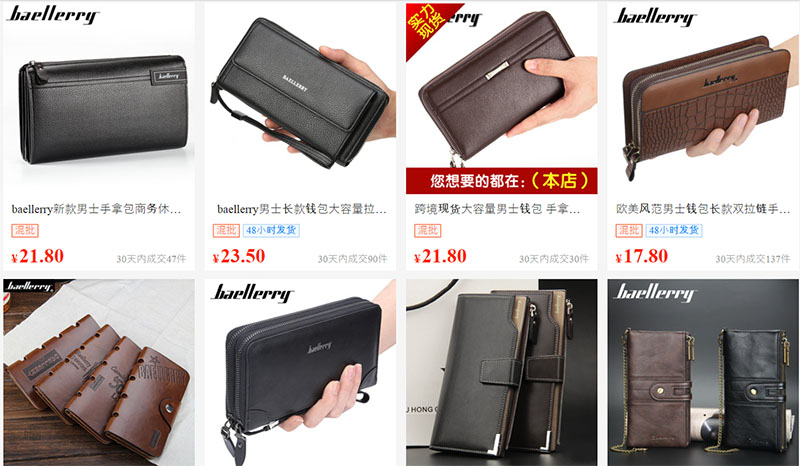 baellerry
baellerry
BAELLERRY
实力
现货
您想要的都在：（本店）
baellerry
baellerry
baellerry新款男士手拿包商务休…
混批
¥21.80
30天内成交47件
baellerry男士长款钱包大容量拉…
混批 48小时发货
¥23.50
30天内成交90件
跨境现货大容量男士钱包 手拿…
混批
¥21.80
30天内成交30件
欧美风范男士钱包长款双拉链手…
混批 48小时发货
¥17.80
30天内成交137件
baellerry
baellerry
baellerry
U HONG
baellerry